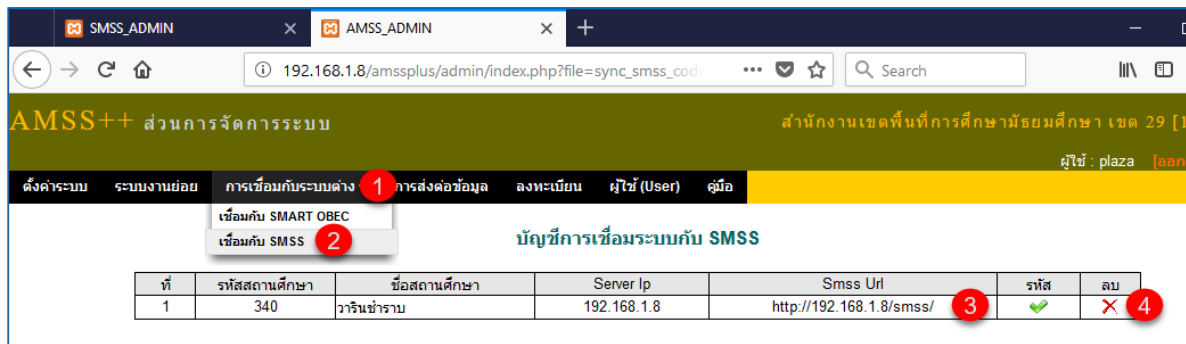 SMSS_ADMIN AMSS_ADMIN
192.168.1.8/amssplus/admin/index.php?file=sync_smss_cod Search
AMSS++ ส่วนการจัดการระบบ สำนักงานเขตพื้นที่การศึกษามัธยมศึกษา เขต 29 [1
ผู้ใช้ : plaza [ออก
ตั้งค่าระบบ ระบบงานย่อย การเชื่อมกับระบบต่าง 1 การส่งต่อข้อมูล ลงทะเบียน ผู้ใช้ (User) คู่มือ
เชื่อมกับ SMART OBEC
เชื่อมกับ SMSS 2
บัญชีการเชื่อมระบบกับ SMSS
ที่ รหัสสถานศึกษา ชื่อสถานศึกษา Server Ip Smss Url รหัส ลบ
1 340 วารินชำราบ 192.168.1.8 http://192.168.1.8/smss/ 3 4